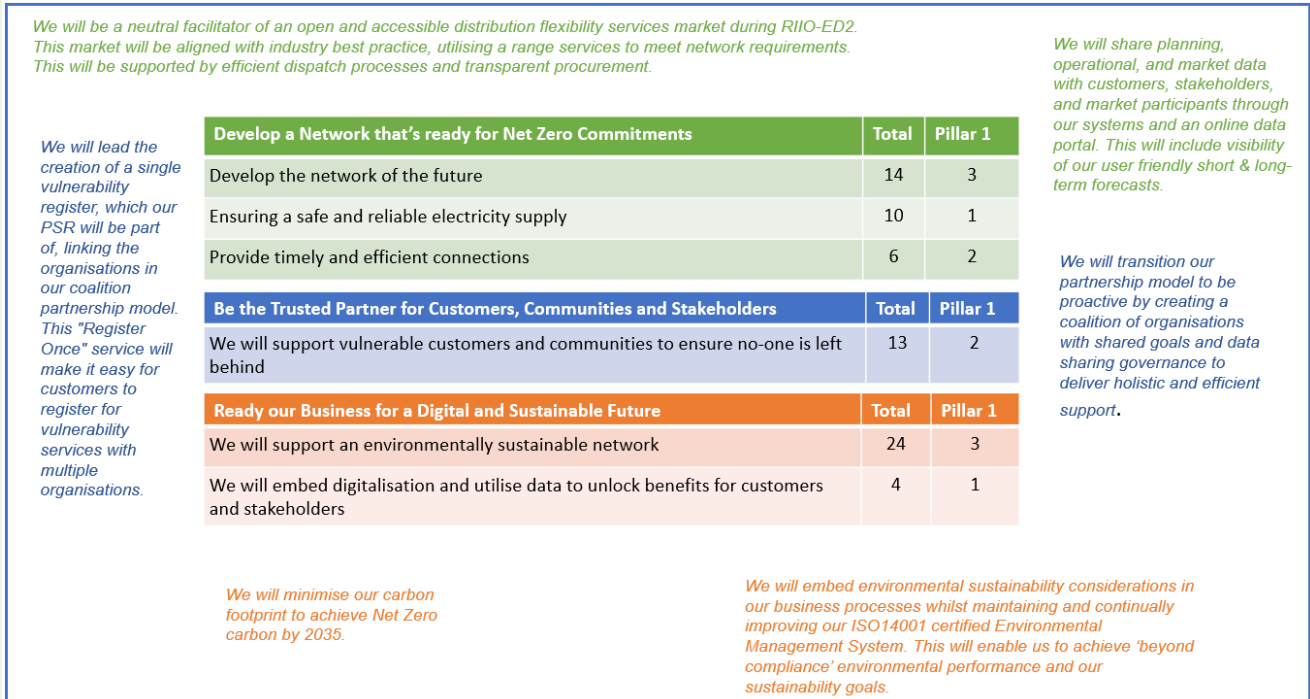 We will be a neutral facilitator of an open and accessible distribution flexibility services market during RIIO-ED2.
This market will be aligned with industry best practice, utilising a range services to meet network requirements.
This will be supported by efficient dispatch processes and transparent procurement.
We will share planning,
operational, and market data
with customers, stakeholders,
and market participants through
our systems and an online data
portal. This will include visibility
of our user friendly short & long-
term forecasts.
We will lead the
creation of a single
vulnerability
register, which our
PSR will be part
of, linking the
organisations in
our coalition
partnership model.
This "Register
Once" service will
make it easy for
customers to
register for
vulnerability
services with
multiple
organisations.
Develop a Network that's ready for Net Zero Commitments Total Pillar 1
Develop the network of the future 14 3
Ensuring a safe and reliable electricity supply 10 1
Provide timely and efficient connections 6 2
Be the Trusted Partner for Customers, Communities and Stakeholders Total Pillar 1
We will support vulnerable customers and communities to ensure no-one is left 13 2
behind
Ready our Business for a Digital and Sustainable Future Total Pillar 1
We will support an environmentally sustainable network 24 3
We will embed digitalisation and utilise data to unlock benefits for customers 4 1
and stakeholders
We will transition our
partnership model to be
proactive by creating a
coalition of organisations
with shared goals and data
sharing governance to
deliver holistic and efficient
support.
We will minimise our carbon
footprint to achieve Net Zero
carbon by 2035.
We will embed environmental sustainability considerations in
our business processes whilst maintaining and continually
improving our ISO14001 certified Environmental
Management System. This will enable us to achieve 'beyond
compliance' environmental performance and our
sustainability goals.